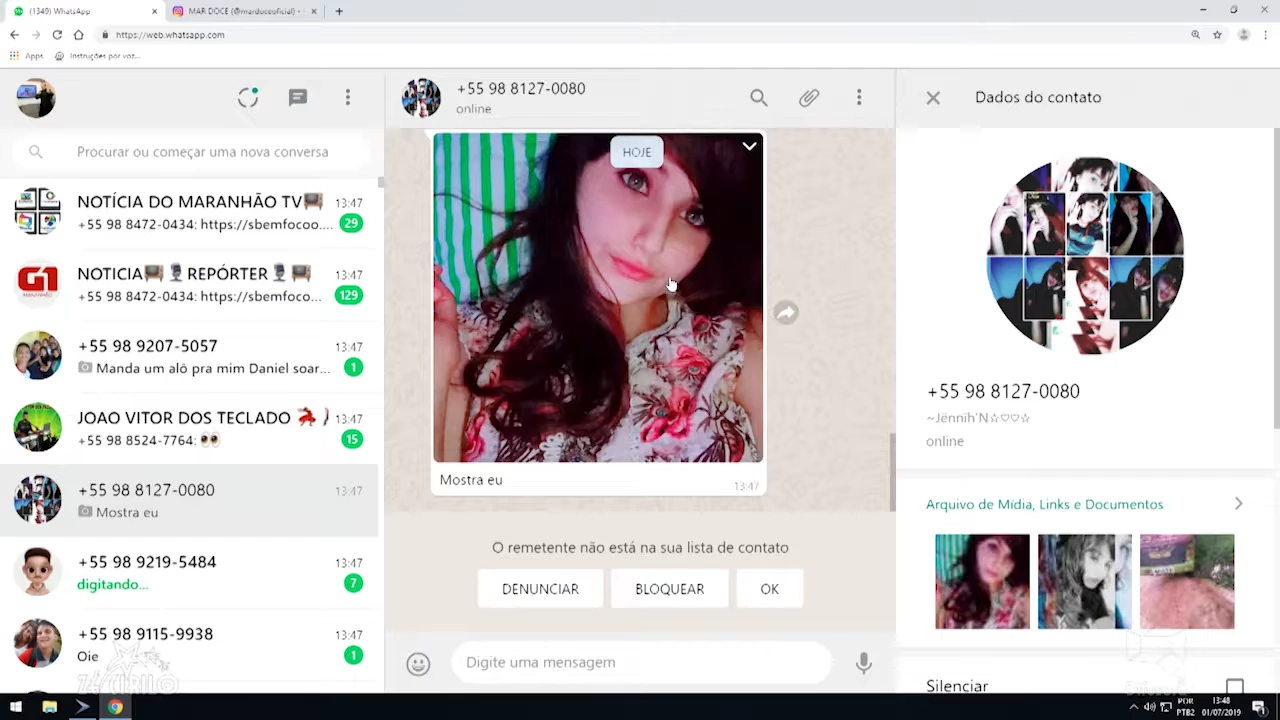 (1349) WhatsApp
MAR DOCE (@mardoceoficial) •
https://web.whatsapp.com
Apps
Instruções por voz...
+55 98 8127-0080
online
Dados do contato
Procurar ou começar uma nova conversa
HOJE
NOTÍCIA DO MARANHÃO TV📺 13:47
+55 98 8472-0434: https://sbemfocoo.... 29
G1
MARANHÃO
NOTICIA📺🎙️REPÓRTER🎙️📺 13:47
+55 98 8472-0434: https://sbemfoco... 129
+55 98 9207-5057 13:47
Manda um alô pra mim Daniel soar... 1
JOAO VITOR DOS TECLADO 13:47
+55 98 8524-7764: 👀 15
+55 98 8127-0080 13:47
Mostra eu
+55 98 9219-5484 13:47
digitando... 7
+55 98 9115-9938 13:47
Oie 1
Mostra eu
13:47
O remetente não está na sua lista de contato
DENUNCIAR
BLOQUEAR
OK
Digite uma mensagem
+55 98 8127-0080
~Jënnïh'N☆♡♡☆
online
Arquivo de Mídia, Links e Documentos
Silenciar
ZÉ CIRILO
POR
PTB2
13:48
01/07/2019